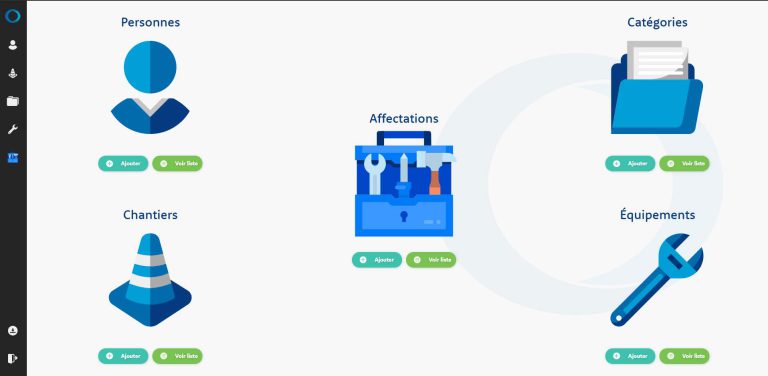 Personnes
Ajouter
Voir liste
Chantiers
Ajouter
Voir liste
Affectations
Ajouter
Voir liste
Catégories
Ajouter
Voir liste
Équipements
Ajouter
Voir liste